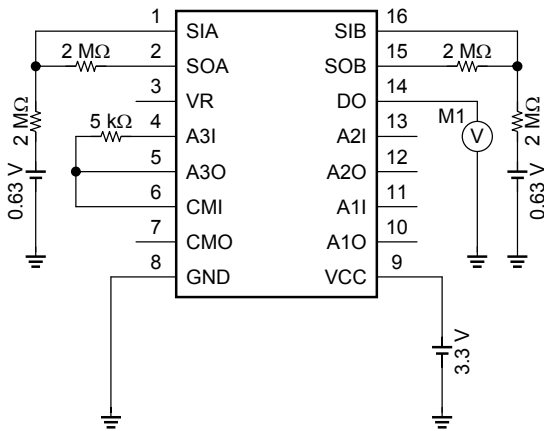 1 SIA SIB 16
2 MΩ 2 SOA SOB 15 2 MΩ
3 VR DO 14
M1 V
5 kΩ 4 A3I A2I 13
2 MΩ 2 MΩ
5 A3O A2O 12
0.63 V 0.63 V
6 CMI A1I 11
7 CMO A1O 10
8 GND VCC 9
3.3 V